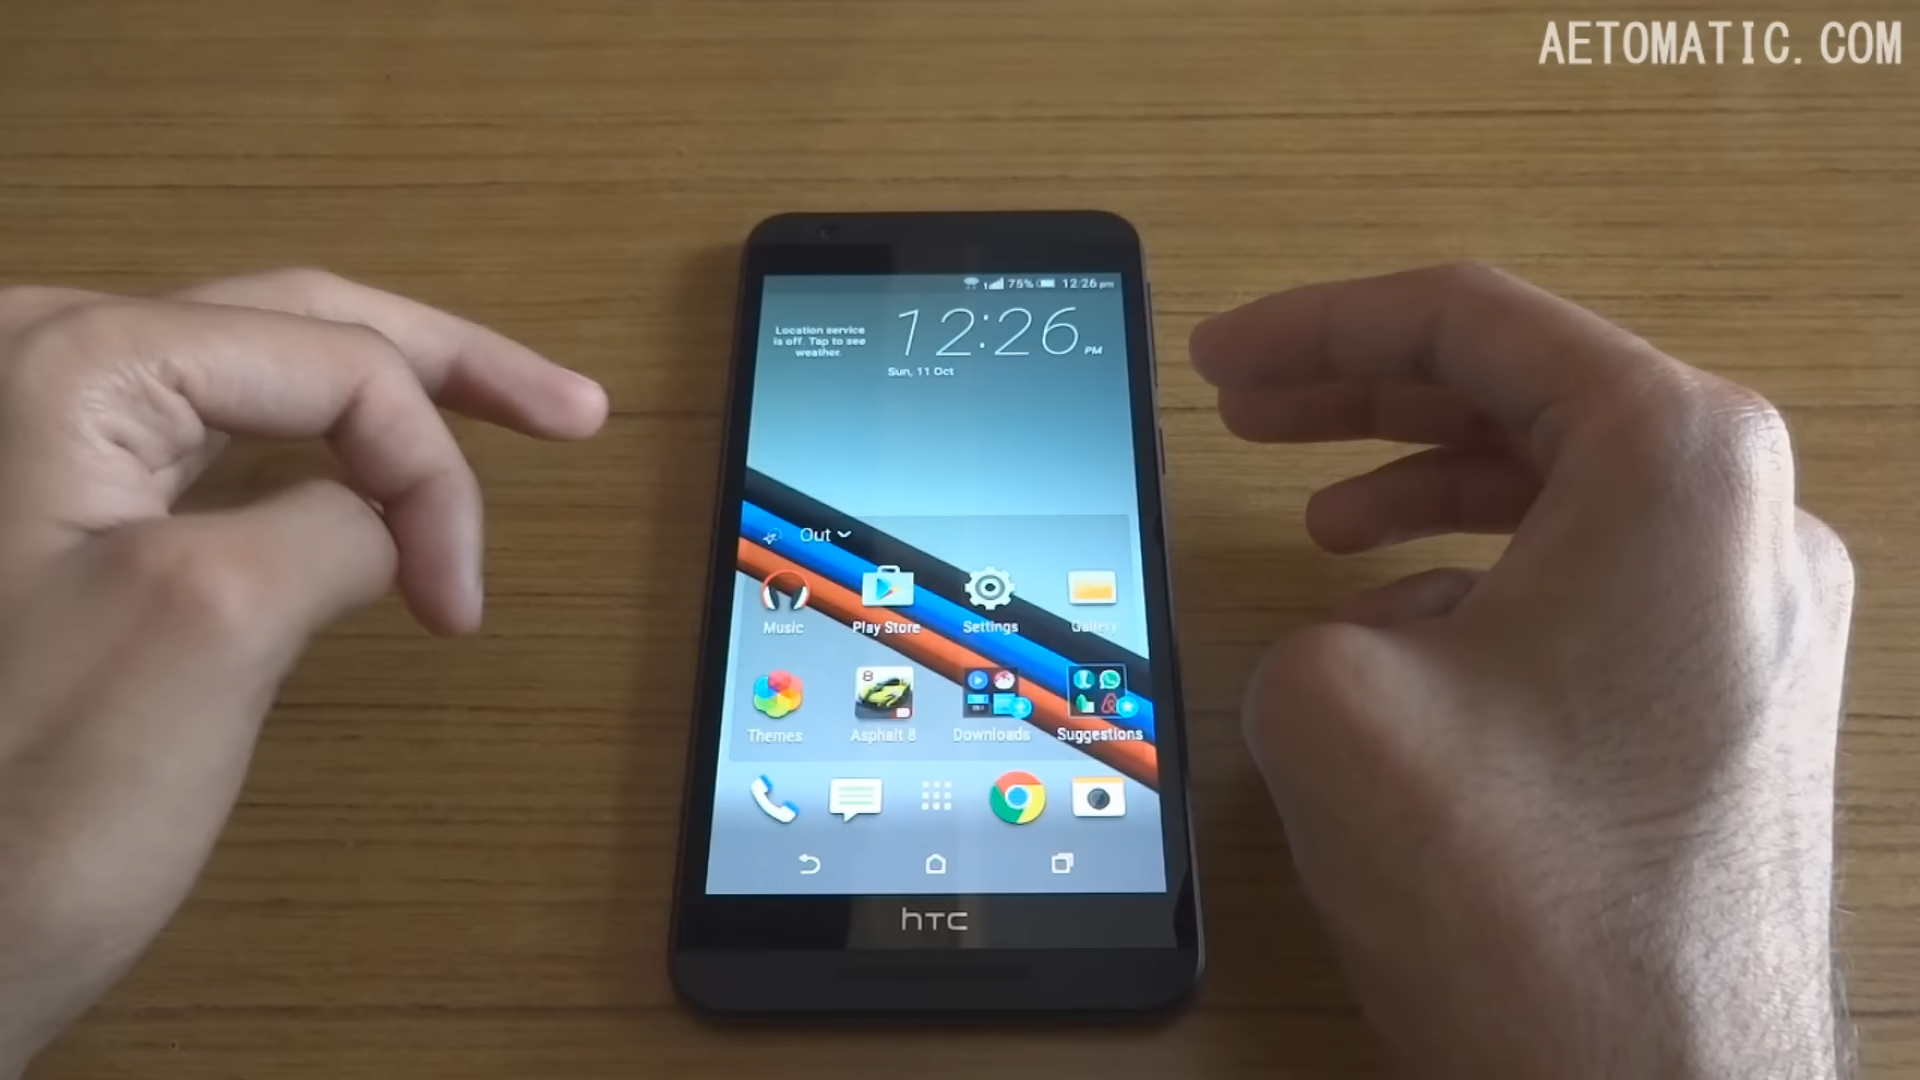 AETOMATIC.COM
75% 12:26 pm
Location service
is off. Tap to see
weather.
12:26 PM
Sun, 11 Oct
Out
Music Play Store Settings Gallery
8
Themes Asphalt 8 Downloads Suggestions
hTC